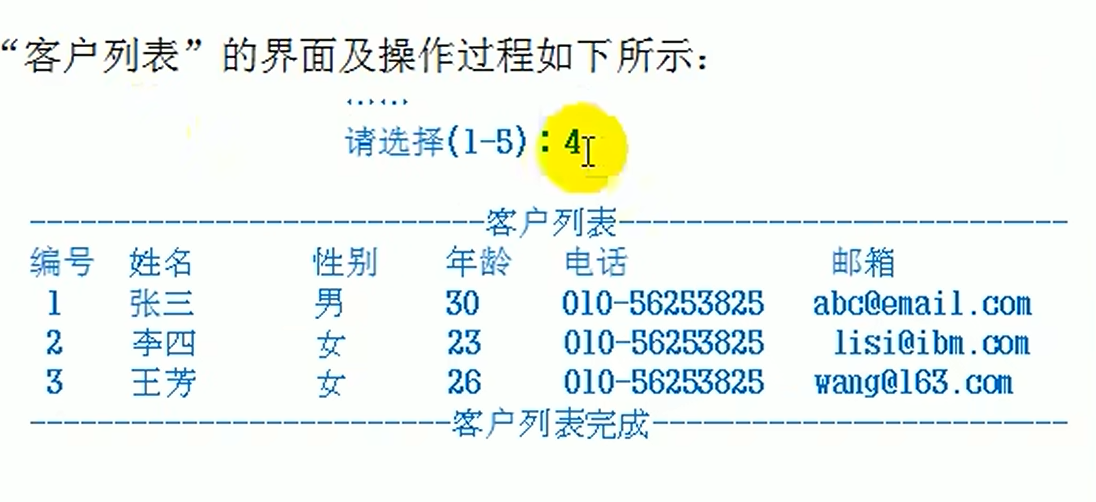 “客户列表”的界面及操作过程如下所示：
……
请选择(1-5)：4
---------------------------客户列表---------------------------
编号 姓名 性别 年龄 电话 邮箱
1 张三 男 30 010-56253825 abc@email.com
2 李四 女 23 010-56253825 lisi@ibm.com
3 王芳 女 26 010-56253825 wang@163.com
-------------------------客户列表完成-------------------------